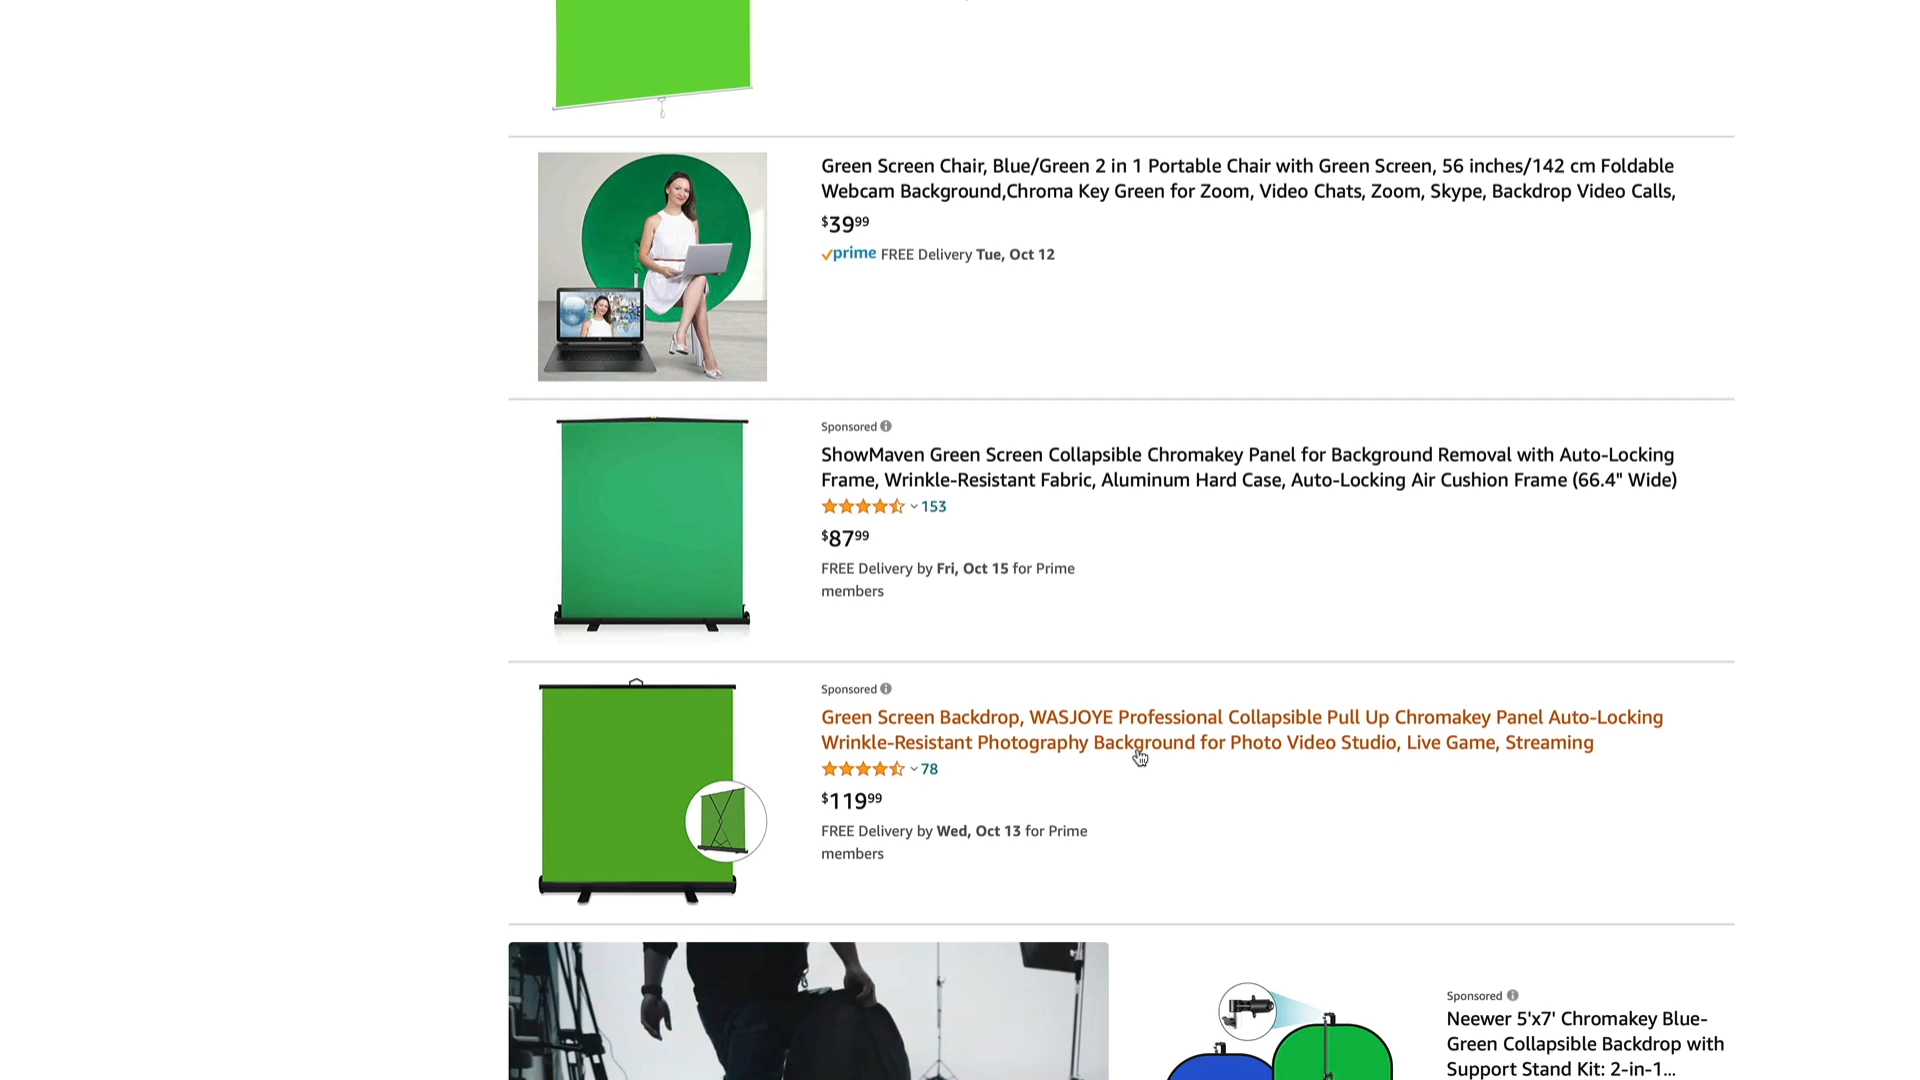 Green Screen Chair, Blue/Green 2 in 1 Portable Chair with Green Screen, 56 inches/142 cm Foldable
Webcam Background,Chroma Key Green for Zoom, Video Chats, Zoom, Skype, Backdrop Video Calls,
$3999
prime FREE Delivery Tue, Oct 12
Sponsored
ShowMaven Green Screen Collapsible Chromakey Panel for Background Removal with Auto-Locking
Frame, Wrinkle-Resistant Fabric, Aluminum Hard Case, Auto-Locking Air Cushion Frame (66.4" Wide)
153
$8799
FREE Delivery by Fri, Oct 15 for Prime
members
Sponsored
Green Screen Backdrop, WASJOYE Professional Collapsible Pull Up Chromakey Panel Auto-Locking
Wrinkle-Resistant Photography Background for Photo Video Studio, Live Game, Streaming
78
$11999
FREE Delivery by Wed, Oct 13 for Prime
members
Sponsored
Neewer 5'x7' Chromakey Blue-
Green Collapsible Backdrop with
Support Stand Kit: 2-in-1...